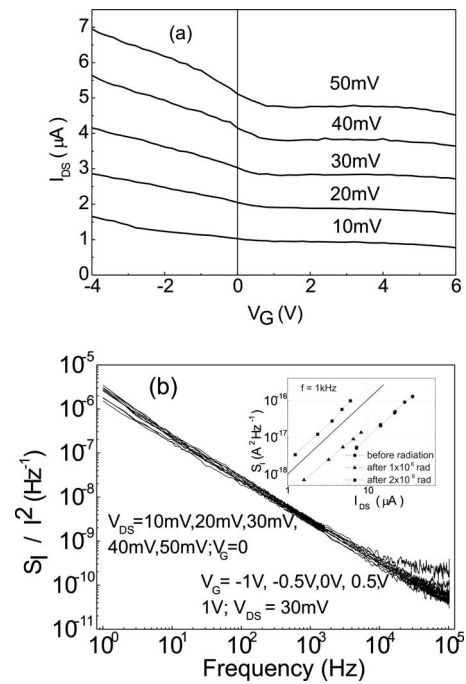 (a)
7
6
5
4
3
2
1
0
I_DS (μA)
50mV
40mV
30mV
20mV
10mV
-4 -2 0 2 4 6
V_G (V)
(b)
10^-5
10^-6
10^-7
10^-8
10^-9
10^-10
10^-11
S_I / I^2 (Hz^-1)
V_DS=10mV,20mV,30mV,
40mV,50mV;V_G=0
V_G = -1V, -0.5V,0V, 0.5V
1V; V_DS = 30mV
10^0 10^1 10^2 10^3 10^4 10^5
Frequency (Hz)
f = 1kHz
10^-16
10^-17
10^-18
S_I (A^2 Hz^-1)
1 10
I_DS (μA)
before radiation
after 1x10^6 rad
after 2x10^6 rad